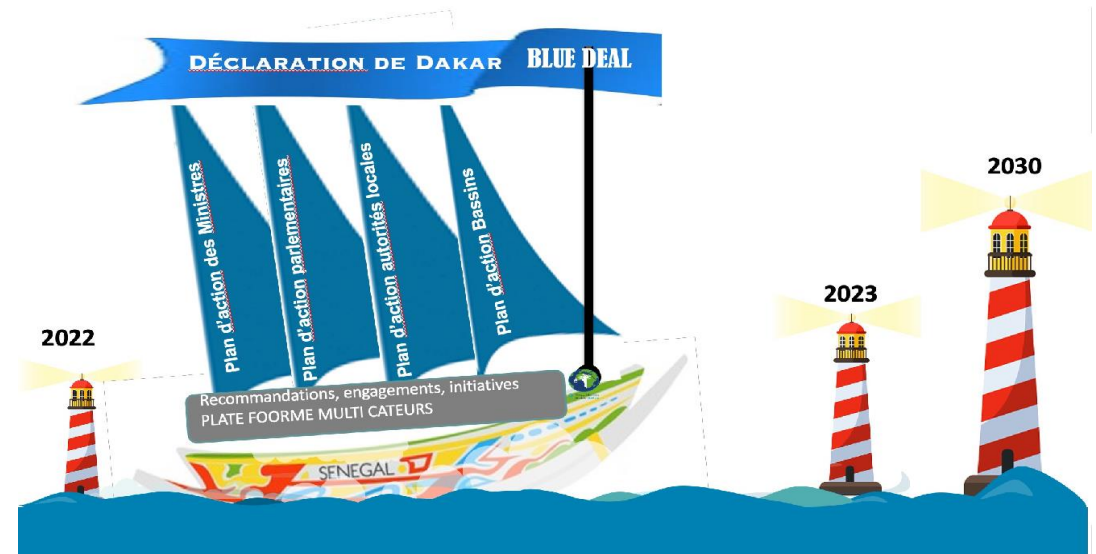 DÉCLARATION DE DAKAR BLUE DEAL
Plan d'action des Ministres
Plan d'action parlementaires
Plan d'action autorités locales
Plan d'action Bassins
2022
2023
2030
Recommandations, engagements, initiatives
PLATE FOORME MULTI CATEURS
SENEGAL